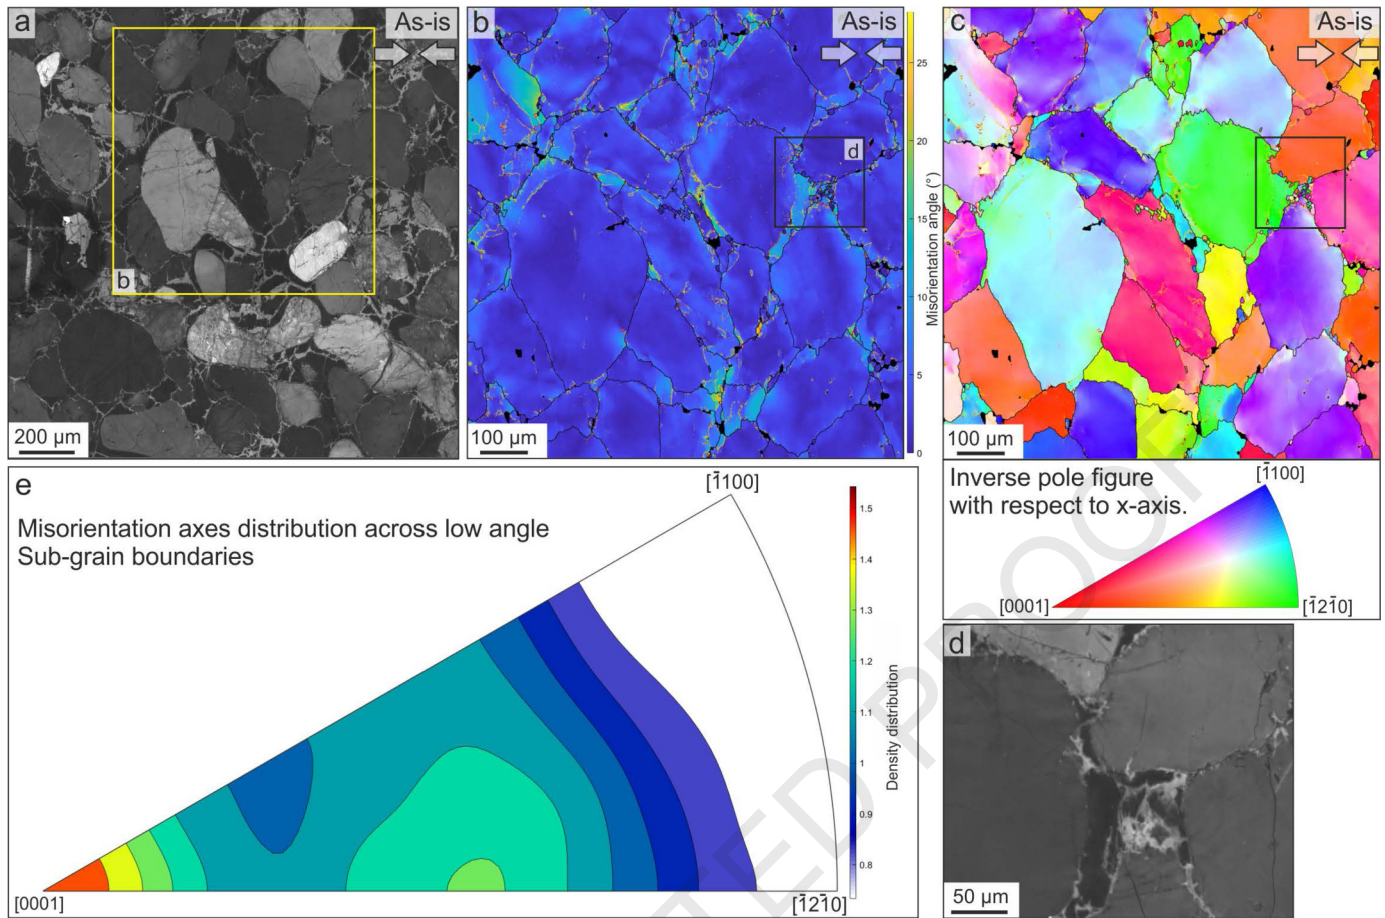 a
As-is
b
200 µm
b
As-is
d
100 µm
25
20
15
10
5
0
Misorientation angle (°)
c
As-is
100 µm
Inverse pole figure
with respect to x-axis.
[1̄100]
[0001]
[1̄21̄0]
d
50 µm
e
Misorientation axes distribution across low angle
Sub-grain boundaries
[1̄100]
[0001]
[1̄21̄0]
1.5
1.4
1.3
1.2
1.1
1
0.9
0.8
Density distribution
TED PROOF